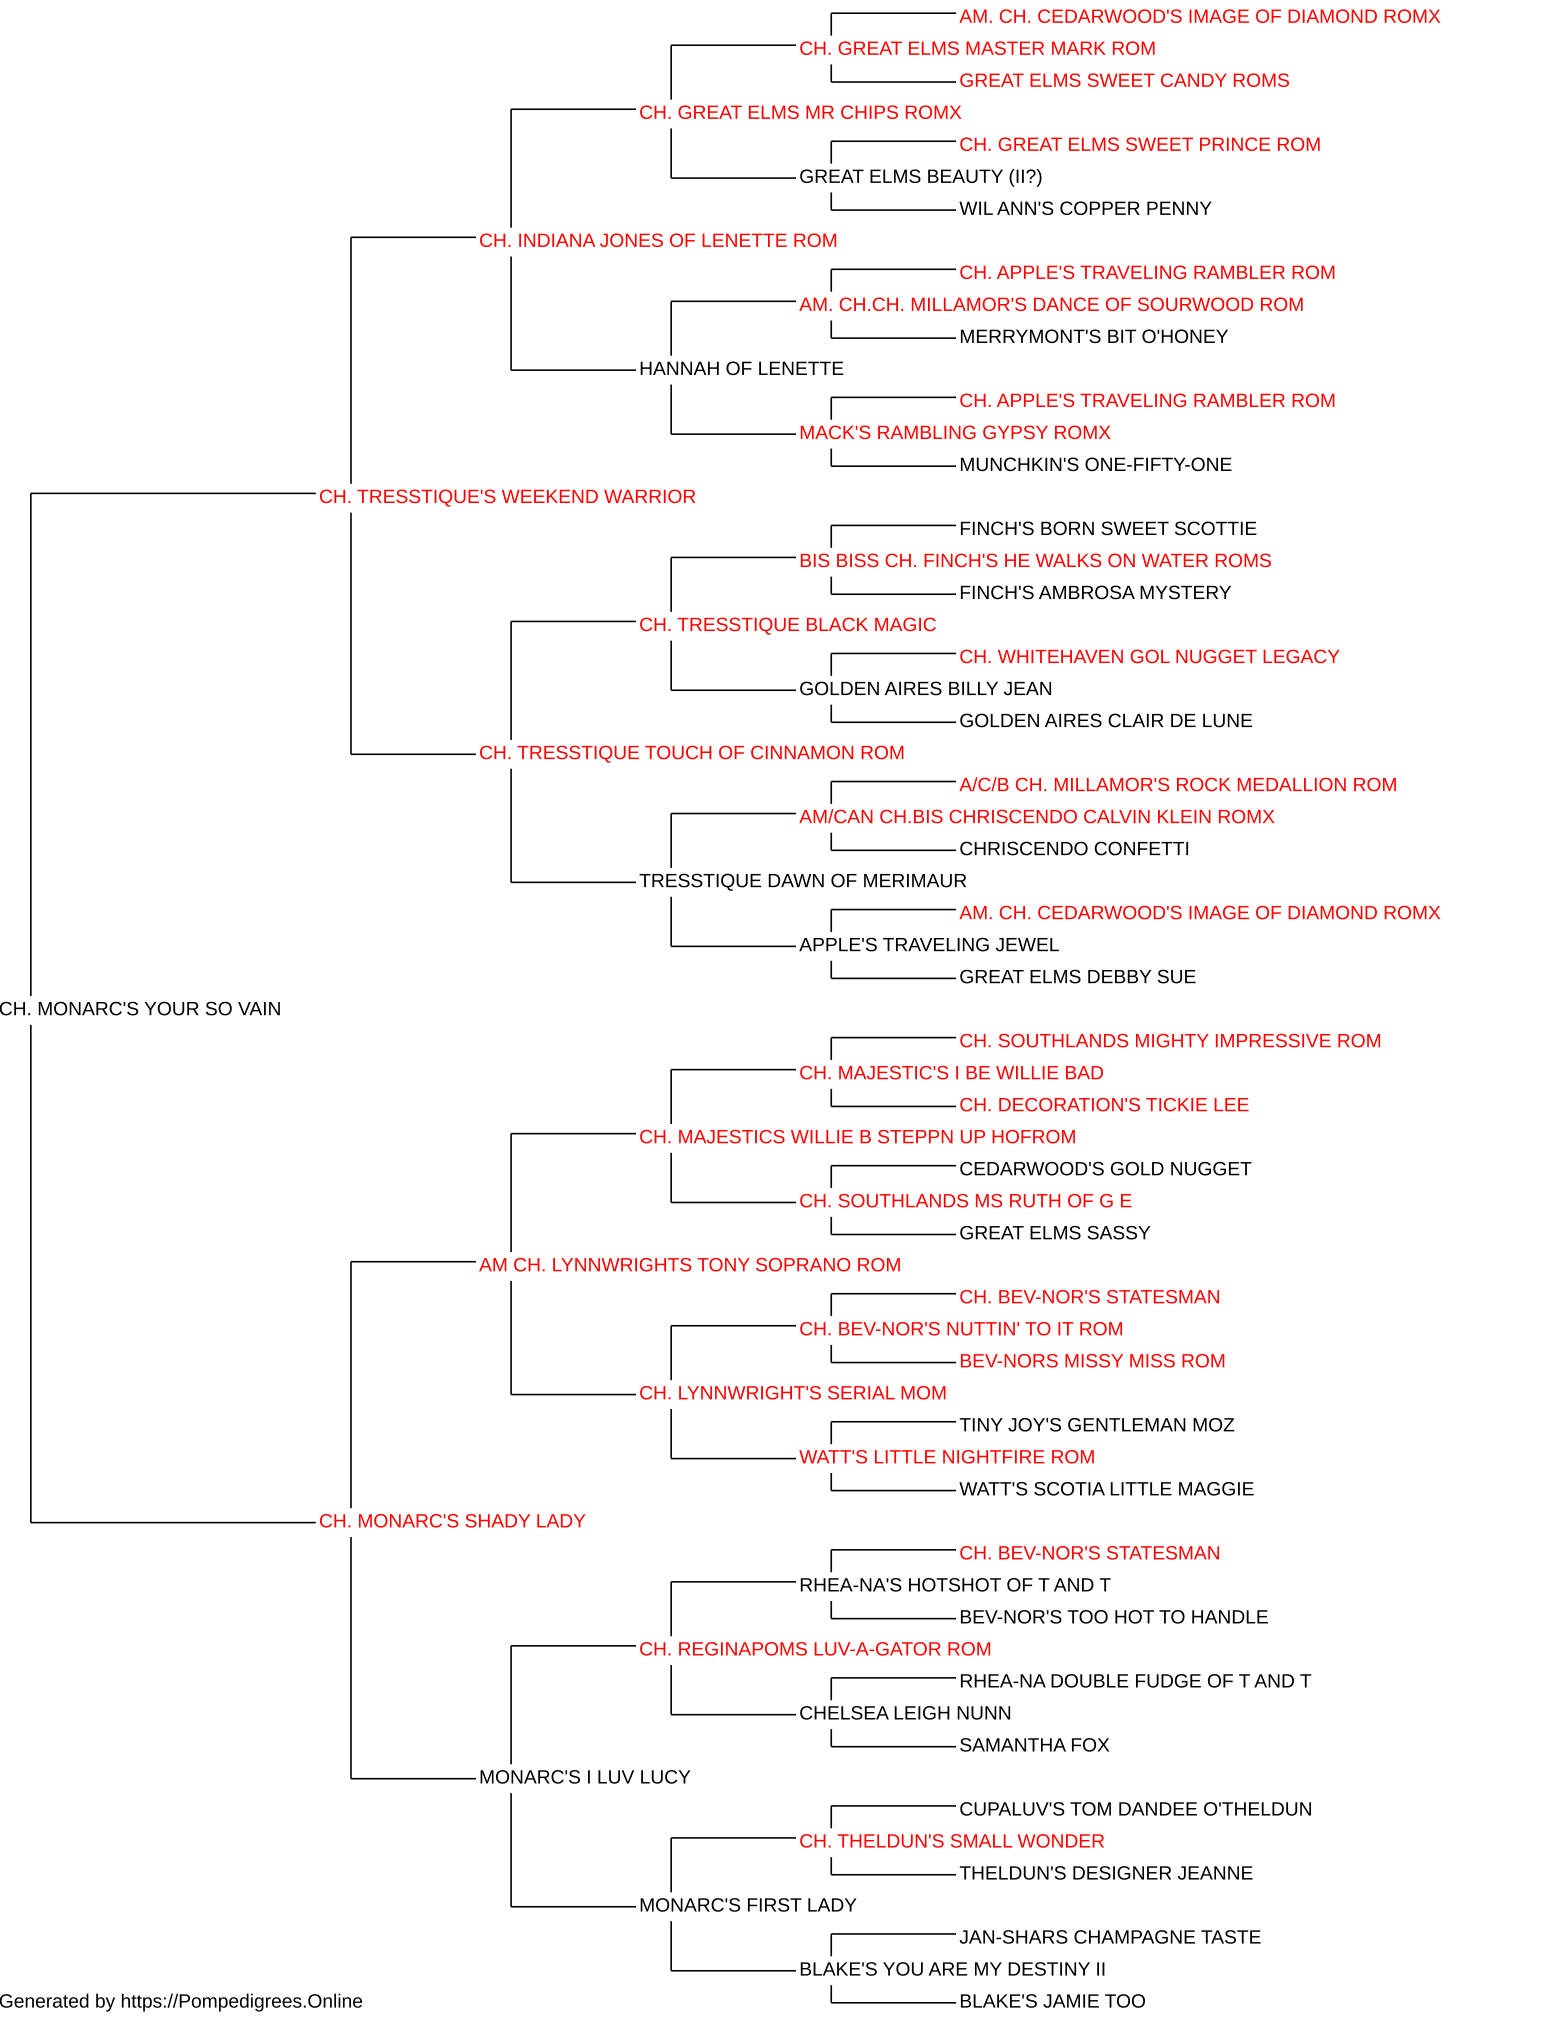 AM. CH. CEDARWOOD'S IMAGE OF DIAMOND ROMX
CH. GREAT ELMS MASTER MARK ROM
GREAT ELMS SWEET CANDY ROMS
CH. GREAT ELMS MR CHIPS ROMX
CH. GREAT ELMS SWEET PRINCE ROM
GREAT ELMS BEAUTY (II?)
WIL ANN'S COPPER PENNY
CH. INDIANA JONES OF LENETTE ROM
CH. APPLE'S TRAVELING RAMBLER ROM
AM. CH.CH. MILLAMOR'S DANCE OF SOURWOOD ROM
MERRYMONT'S BIT O'HONEY
HANNAH OF LENETTE
CH. APPLE'S TRAVELING RAMBLER ROM
MACK'S RAMBLING GYPSY ROMX
MUNCHKIN'S ONE-FIFTY-ONE
CH. TRESSTIQUE'S WEEKEND WARRIOR
FINCH'S BORN SWEET SCOTTIE
BIS BISS CH. FINCH'S HE WALKS ON WATER ROMS
FINCH'S AMBROSA MYSTERY
CH. TRESSTIQUE BLACK MAGIC
CH. WHITEHAVEN GOL NUGGET LEGACY
GOLDEN AIRES BILLY JEAN
GOLDEN AIRES CLAIR DE LUNE
CH. TRESSTIQUE TOUCH OF CINNAMON ROM
A/C/B CH. MILLAMOR'S ROCK MEDALLION ROM
AM/CAN CH.BIS CHRISCENDO CALVIN KLEIN ROMX
CHRISCENDO CONFETTI
TRESSTIQUE DAWN OF MERIMAUR
AM. CH. CEDARWOOD'S IMAGE OF DIAMOND ROMX
APPLE'S TRAVELING JEWEL
GREAT ELMS DEBBY SUE
CH. MONARC'S YOUR SO VAIN
CH. SOUTHLANDS MIGHTY IMPRESSIVE ROM
CH. MAJESTIC'S I BE WILLIE BAD
CH. DECORATION'S TICKIE LEE
CH. MAJESTICS WILLIE B STEPPN UP HOFROM
CEDARWOOD'S GOLD NUGGET
CH. SOUTHLANDS MS RUTH OF G E
GREAT ELMS SASSY
AM CH. LYNNWRIGHTS TONY SOPRANO ROM
CH. BEV-NOR'S STATESMAN
CH. BEV-NOR'S NUTTIN' TO IT ROM
BEV-NORS MISSY MISS ROM
CH. LYNNWRIGHT'S SERIAL MOM
TINY JOY'S GENTLEMAN MOZ
WATT'S LITTLE NIGHTFIRE ROM
WATT'S SCOTIA LITTLE MAGGIE
CH. MONARC'S SHADY LADY
CH. BEV-NOR'S STATESMAN
RHEA-NA'S HOTSHOT OF T AND T
BEV-NOR'S TOO HOT TO HANDLE
CH. REGINAPOMS LUV-A-GATOR ROM
RHEA-NA DOUBLE FUDGE OF T AND T
CHELSEA LEIGH NUNN
SAMANTHA FOX
MONARC'S I LUV LUCY
CUPALUV'S TOM DANDEE O'THELDUN
CH. THELDUN'S SMALL WONDER
THELDUN'S DESIGNER JEANNE
MONARC'S FIRST LADY
JAN-SHARS CHAMPAGNE TASTE
BLAKE'S YOU ARE MY DESTINY II
BLAKE'S JAMIE TOO
Generated by https://Pompedigrees.Online